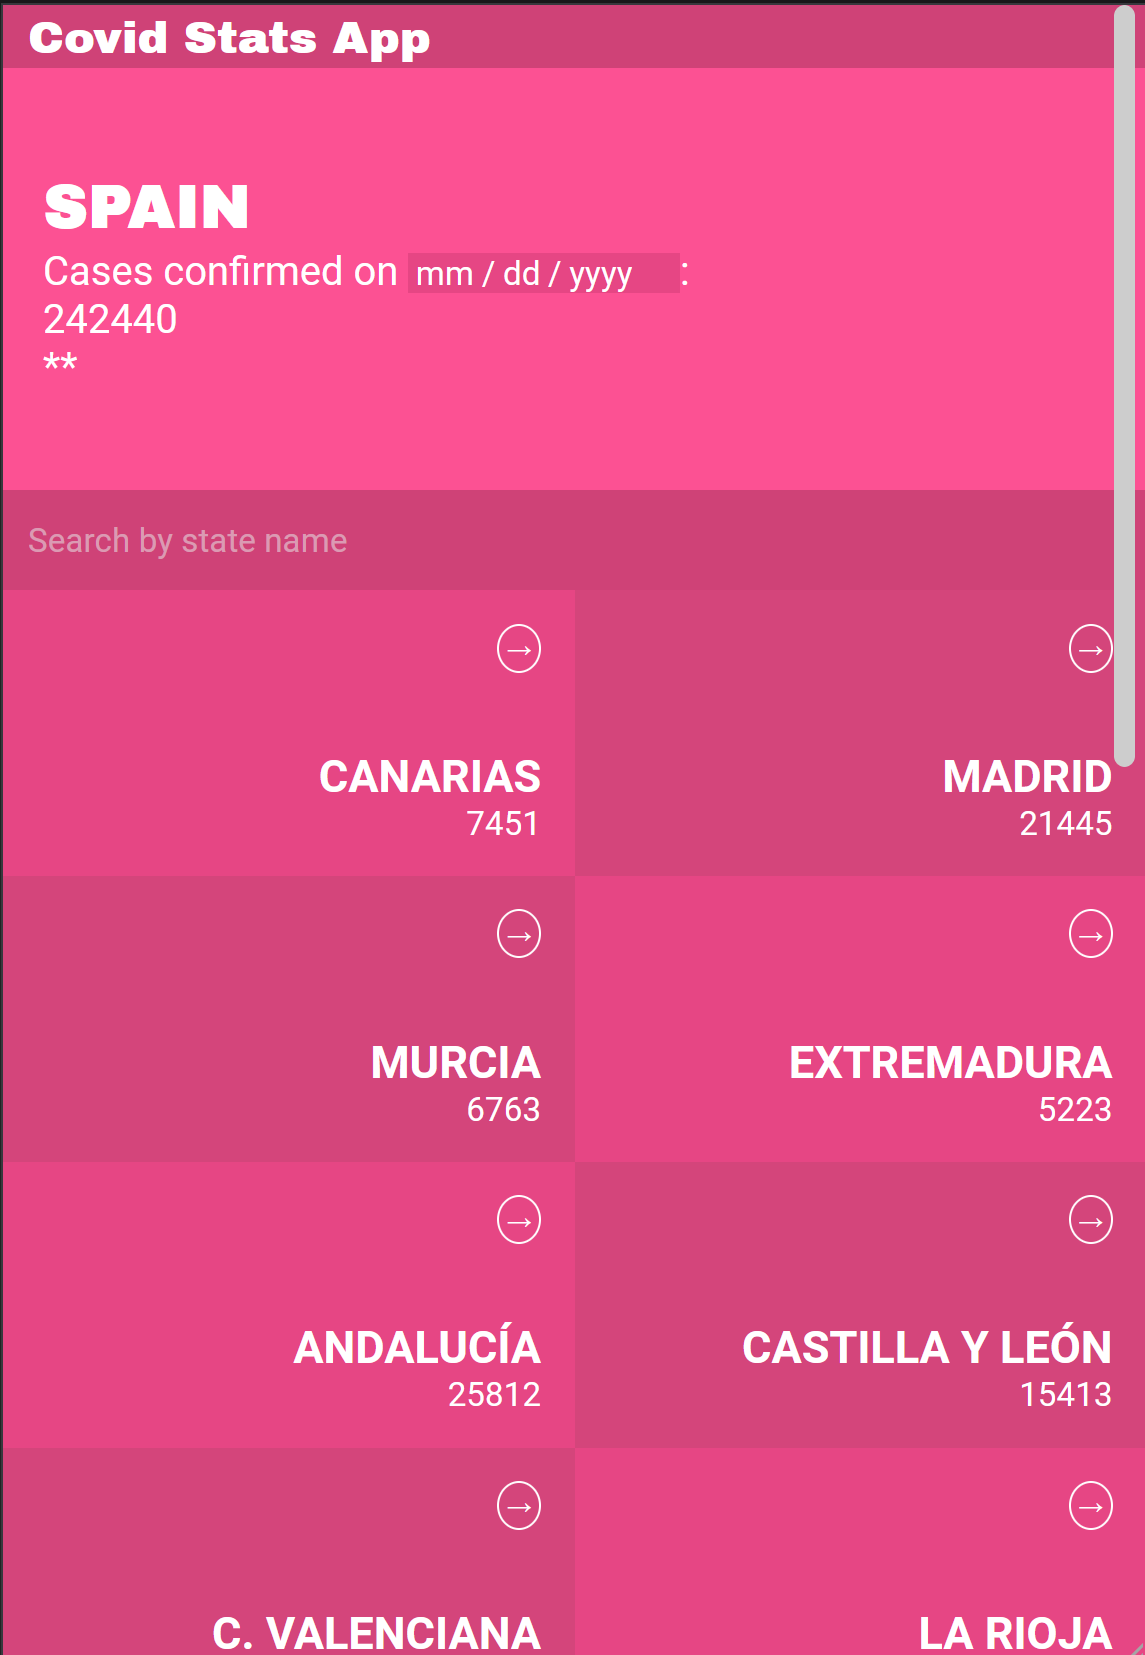 Covid Stats App
SPAIN
Cases confirmed on mm / dd / yyyy :
242440
**
Search by state name
→ →
CANARIAS MADRID
7451 21445
→ →
MURCIA EXTREMADURA
6763 5223
→ →
ANDALUCÍA CASTILLA Y LEÓN
25812 15413
→ →
C. VALENCIANA LA RIOJA